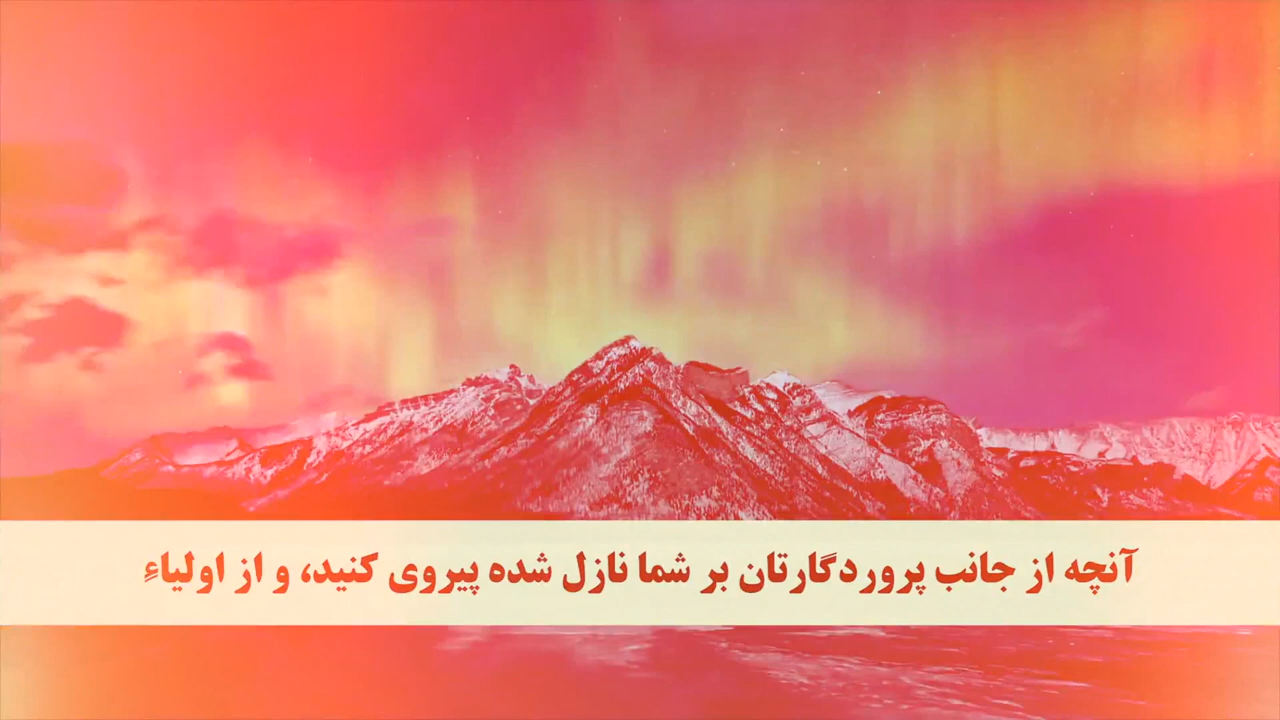 آنچه از جانب پروردگارتان بر شما نازل شده پیروی کنید، و از اولیاءِ